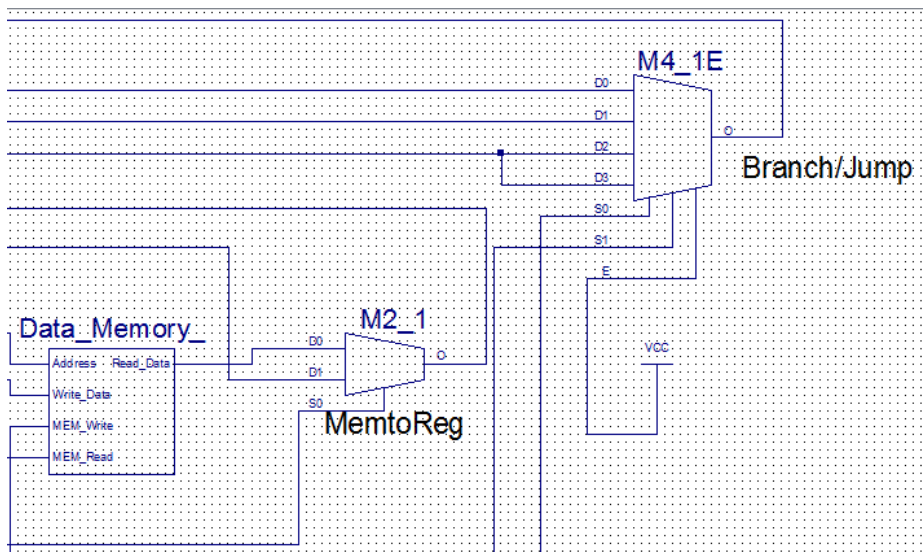 M4_1E
D0
D1
O
D2
Branch/Jump
D3
S0
S1
E
Data_Memory_
M2_1
D0
VCC
O
Address Read_Data
D1
Write_Data
S0
MemtoReg
MEM_Write
MEM_Read